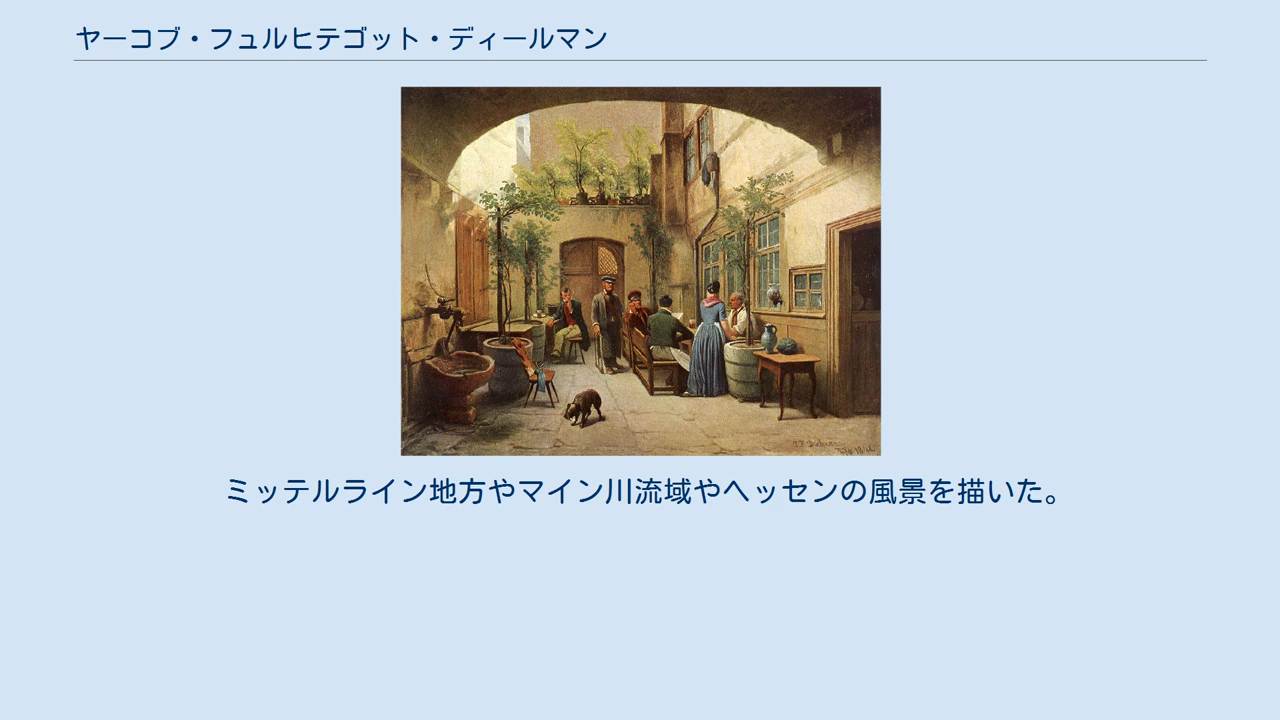 ヤーコブ・フュルヒテゴット・ディールマン
ミッテルライン地方やマイン川流域やヘッセンの風景を描いた。